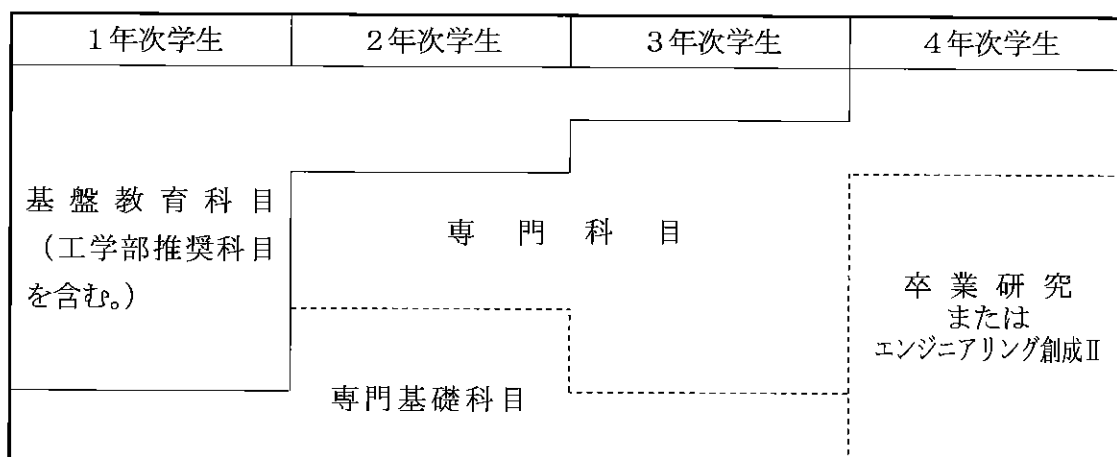 1年次学生 2年次学生 3年次学生 4年次学生
基盤教育科目
(工学部推奨科目
を含む。)
専門科目
専門基礎科目
卒業研究
または
エンジニアリング創成Ⅱ